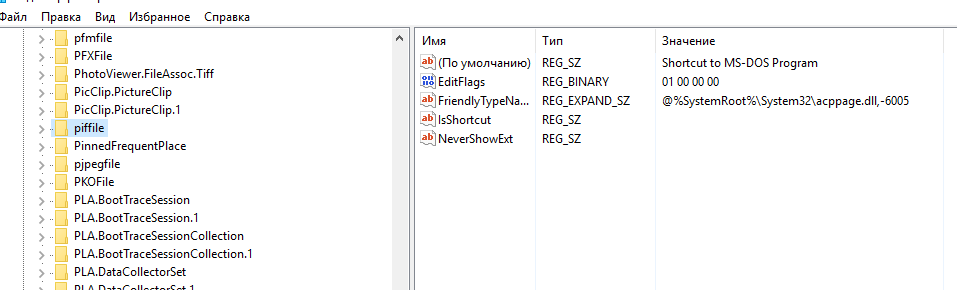 Файл Правка Вид Избранное Справка
pfmfile
PFXFile
PhotoViewer.FileAssoc.Tiff
PicClip.PictureClip
PicClip.PictureClip.1
piffile
PinnedFrequentPlace
pjpegfile
PKOFile
PLA.BootTraceSession
PLA.BootTraceSession.1
PLA.BootTraceSessionCollection
PLA.BootTraceSessionCollection.1
PLA.DataCollectorSet
PLA.DataCollectorSet.1
Имя Тип Значение
(По умолчанию) REG_SZ Shortcut to MS-DOS Program
EditFlags REG_BINARY 01 00 00 00
FriendlyTypeNa... REG_EXPAND_SZ @%SystemRoot%\System32\acppage.dll,-6005
IsShortcut REG_SZ
NeverShowExt REG_SZ